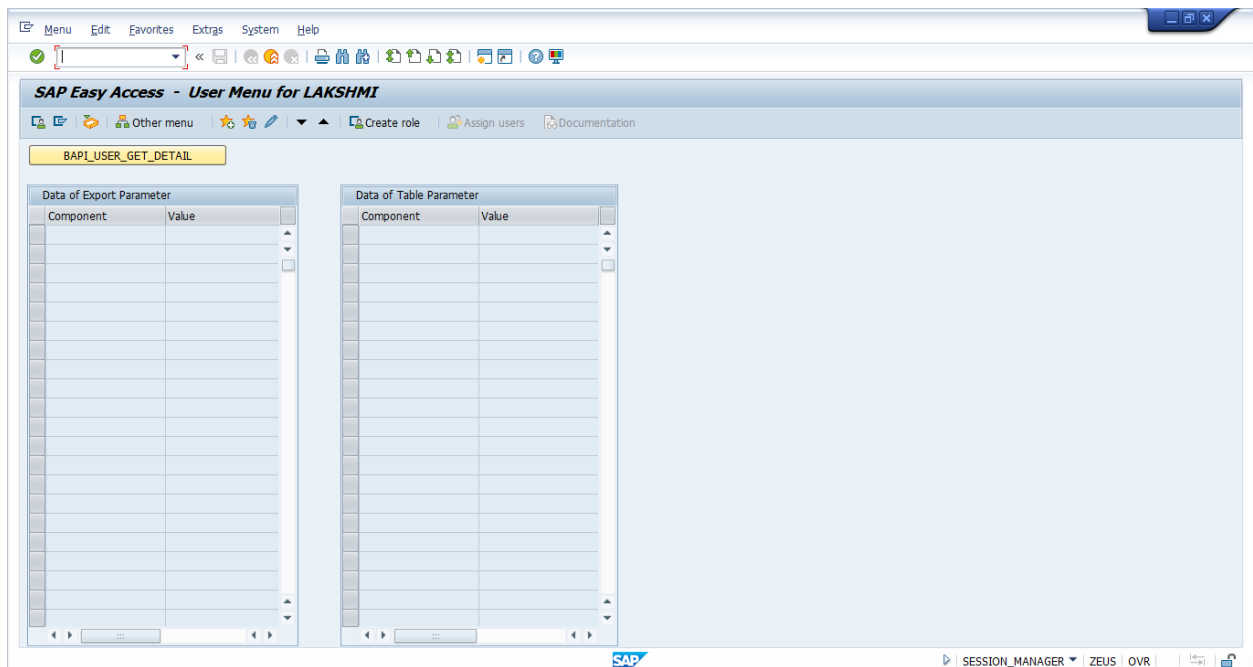 Menu Edit Favorites Extras System Help
SAP Easy Access - User Menu for LAKSHMI
Other menu Create role Assign users Documentation
BAPI_USER_GET_DETAIL
Data of Export Parameter Data of Table Parameter
Component Value Component Value
SAP SESSION_MANAGER ZEUS OVR